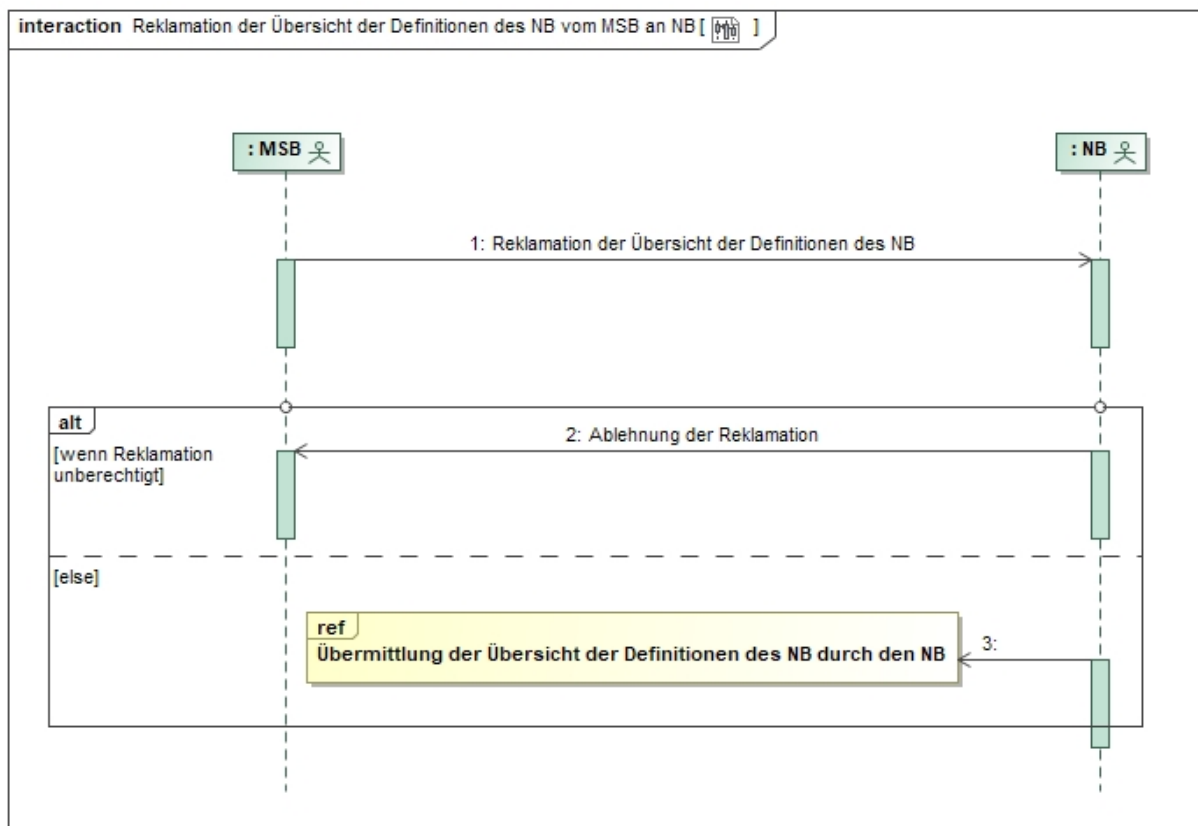 interaction Reklamation der Übersicht der Definitionen des NB vom MSB an NB [ ]
: MSB
: NB
1: Reklamation der Übersicht der Definitionen des NB
alt
2: Ablehnung der Reklamation
[wenn Reklamation
unberechtigt]
[else]
ref
3:
Übermittlung der Übersicht der Definitionen des NB durch den NB